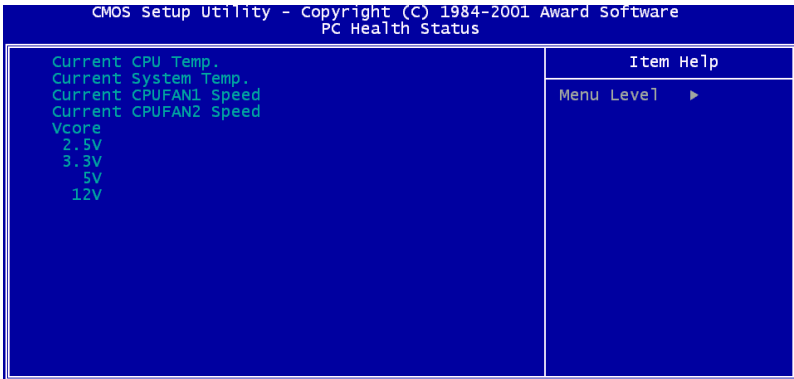 CMOS Setup Utility - Copyright (C) 1984-2001 Award Software
PC Health Status
Current CPU Temp.
Current System Temp.
Current CPUFAN1 Speed
Current CPUFAN2 Speed
Vcore
2.5V
3.3V
5V
12V
Item Help
Menu Level ▶